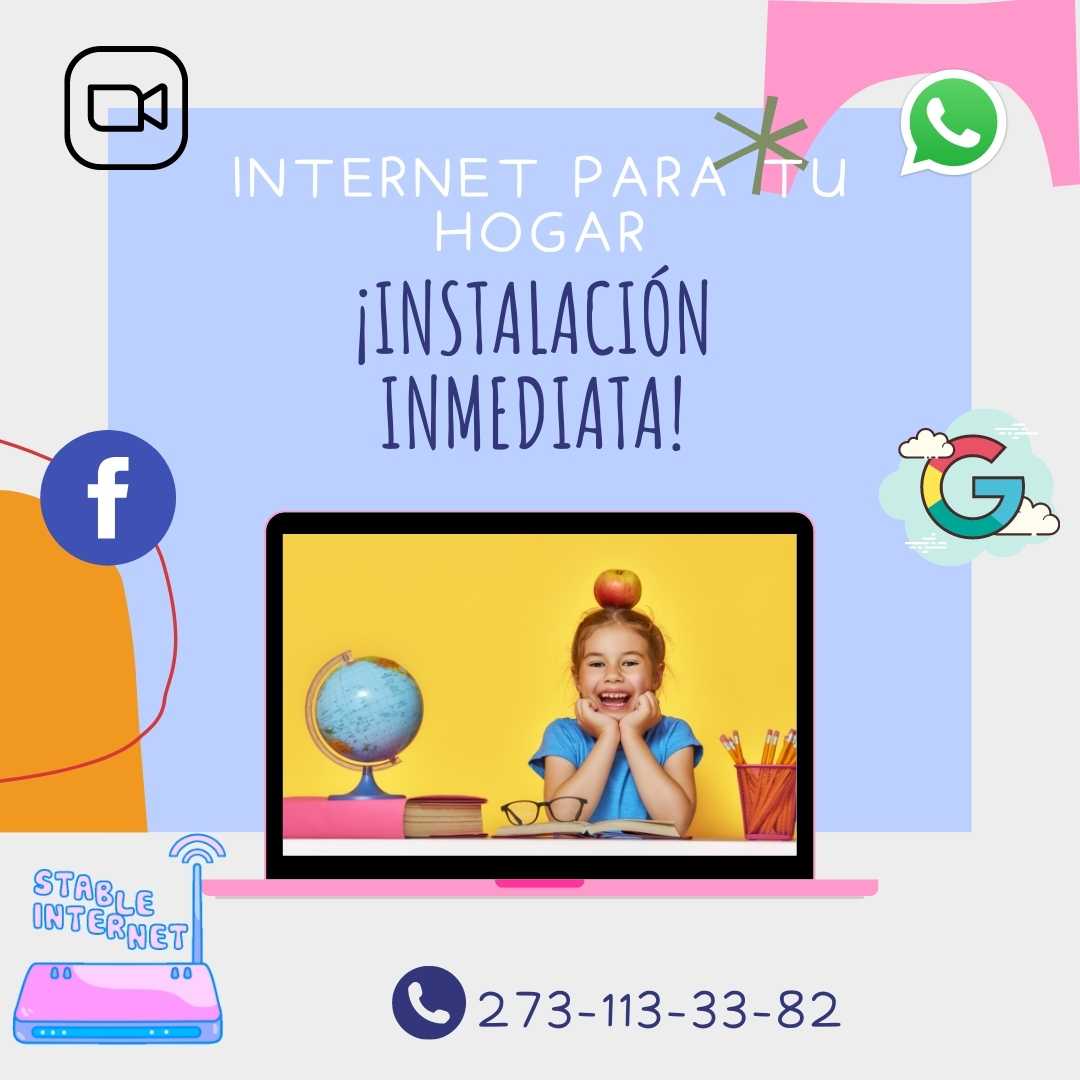 INTERNET PARA TU
HOGAR
¡INSTALACIÓN
INMEDIATA!
f
G
STABLE
INTERNET
273-113-33-82